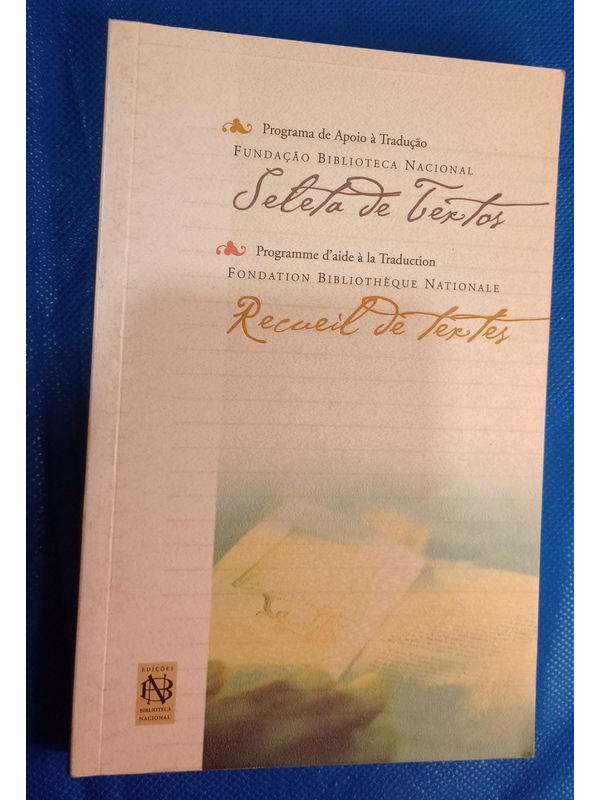 Programa de Apoio à Tradução
Fundação Biblioteca Nacional
Seleta de Textos
Programme d'aide à la Traduction
Fondation Bibliothèque Nationale
Recueil de textes
EDIÇÕES
BN
BIBLIOTECA
NACIONAL